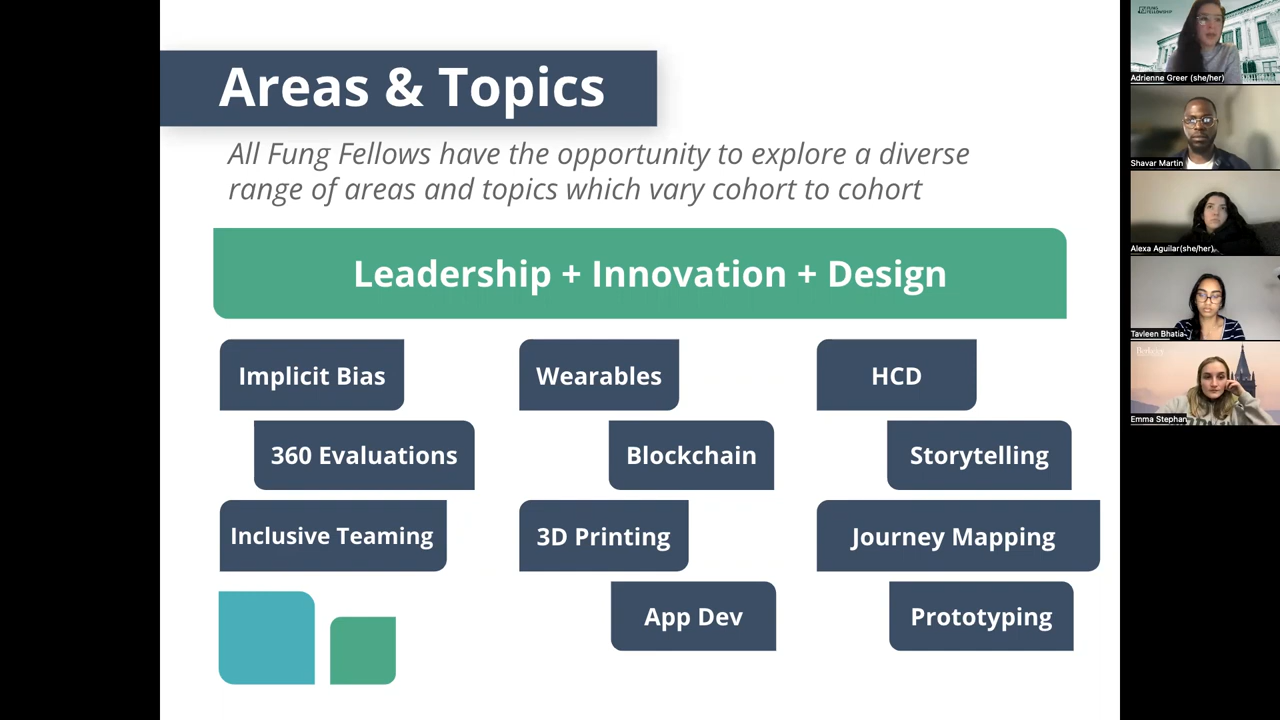 Areas & Topics
All Fung Fellows have the opportunity to explore a diverse
range of areas and topics which vary cohort to cohort
Leadership + Innovation + Design
Implicit Bias
360 Evaluations
Inclusive Teaming
Wearables
Blockchain
3D Printing
App Dev
HCD
Storytelling
Journey Mapping
Prototyping
FUNG
FELLOWSHIP
Adrienne Greer (she/her)
Shavar Martin
Alexa Aguilar(she/her)
Tavleen Bhatia
Emma Stephan